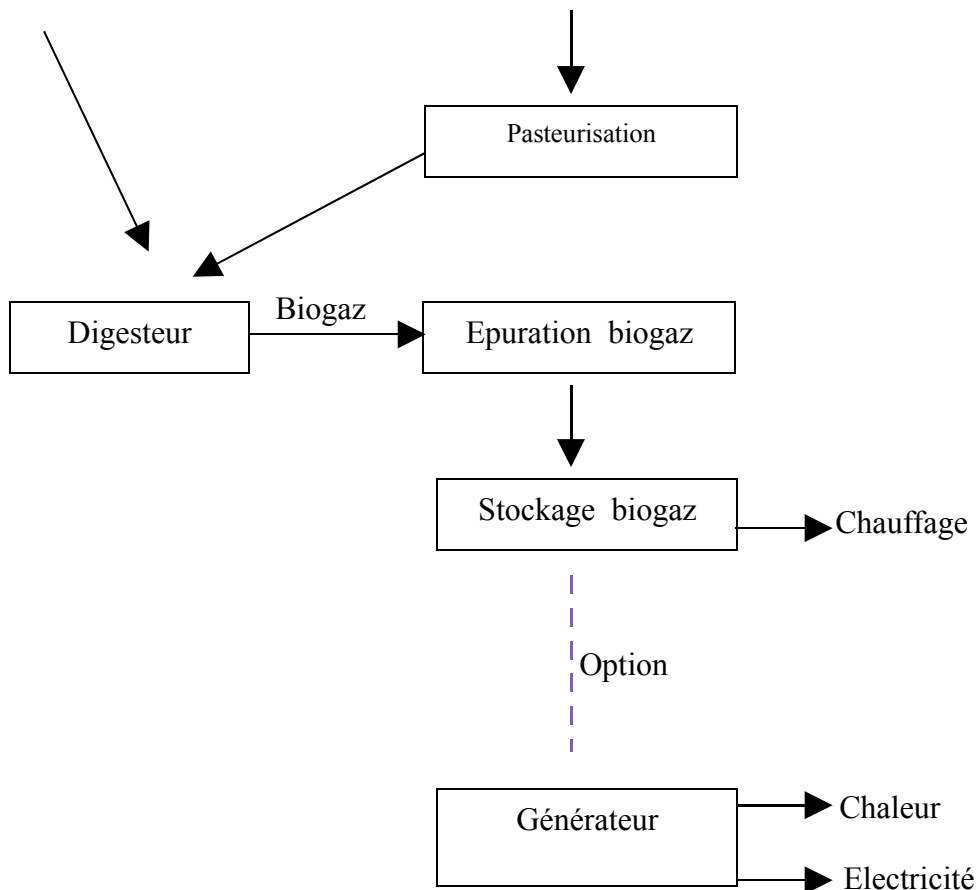 Pasteurisation
Biogaz
Digesteur
Epuration biogaz
Stockage biogaz
Chauffage
Option
Générateur
Chaleur
Electricité